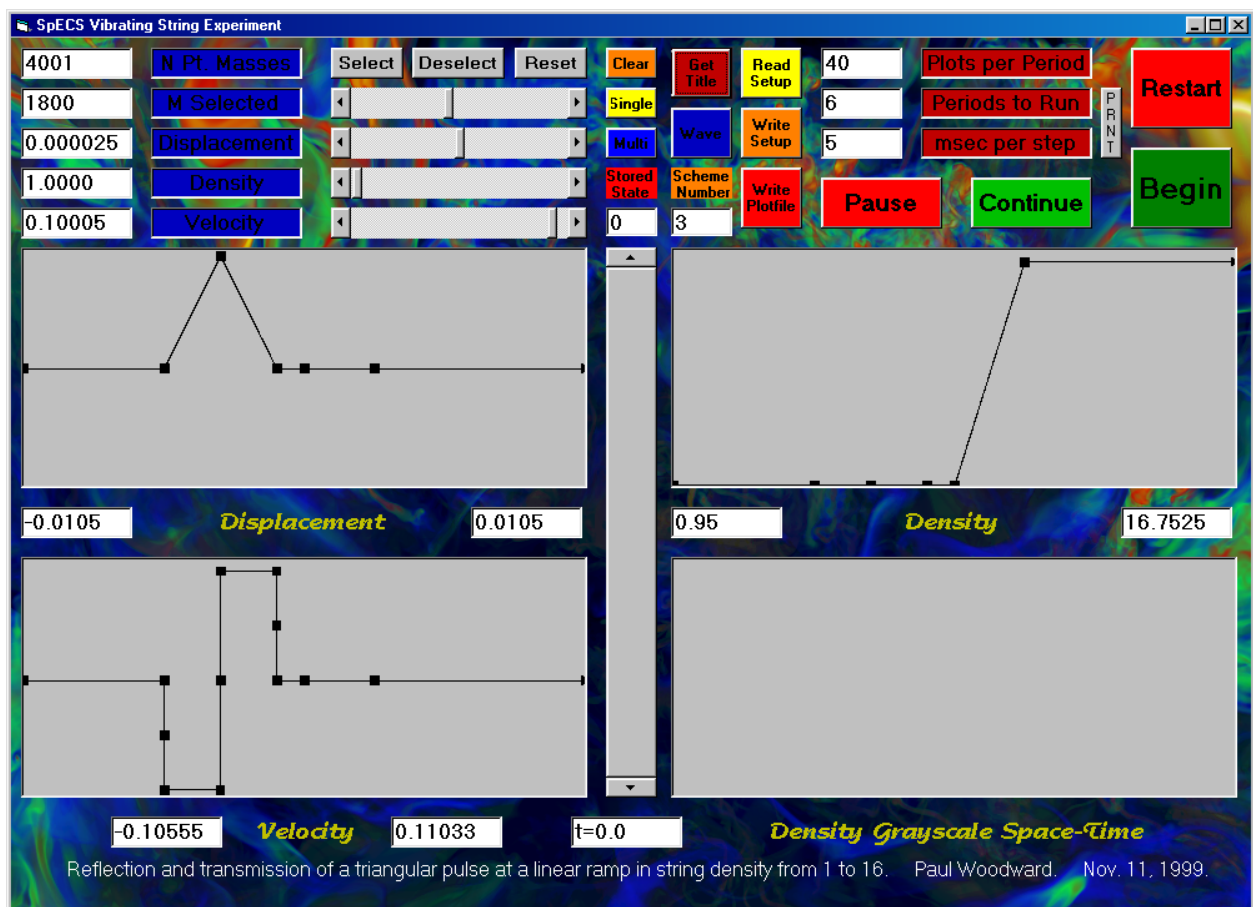 SpECS Vibrating String Experiment
4001 N Pt. Masses Select Deselect Reset Clear Get Title Read Setup 40 Plots per Period Restart
1800 M Selected Single 6 Periods to Run PRNT
0.000025 Displacement Multi Wave Write Setup 5 msec per step
1.0000 Density Stored State Scheme Number Write Plotfile Pause Continue Begin
0.10005 Velocity 0 3
-0.0105 Displacement 0.0105 0.95 Density 16.7525
-0.10555 Velocity 0.11033 t=0.0 Density Grayscale Space-Time
Reflection and transmission of a triangular pulse at a linear ramp in string density from 1 to 16. Paul Woodward. Nov. 11, 1999.